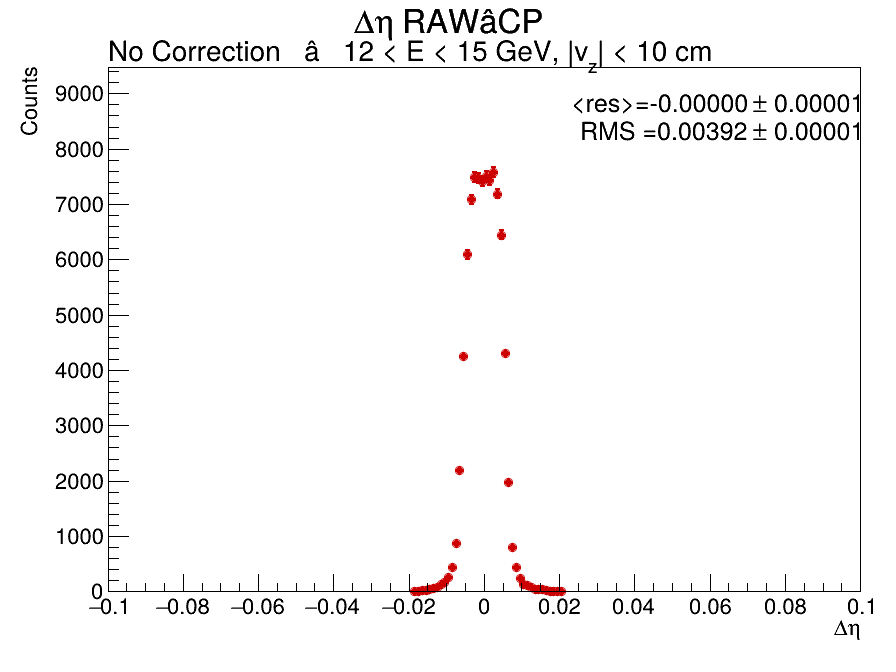 Δη RAWâCP
No Correction â 12 < E < 15 GeV, |v_z| < 10 cm
Counts
<res>=-0.00000±0.00001
RMS =0.00392±0.00001
9000
8000
7000
6000
5000
4000
3000
2000
1000
0
−0.1 −0.08 −0.06 −0.04 −0.02 0 0.02 0.04 0.06 0.08 0.1
Δη